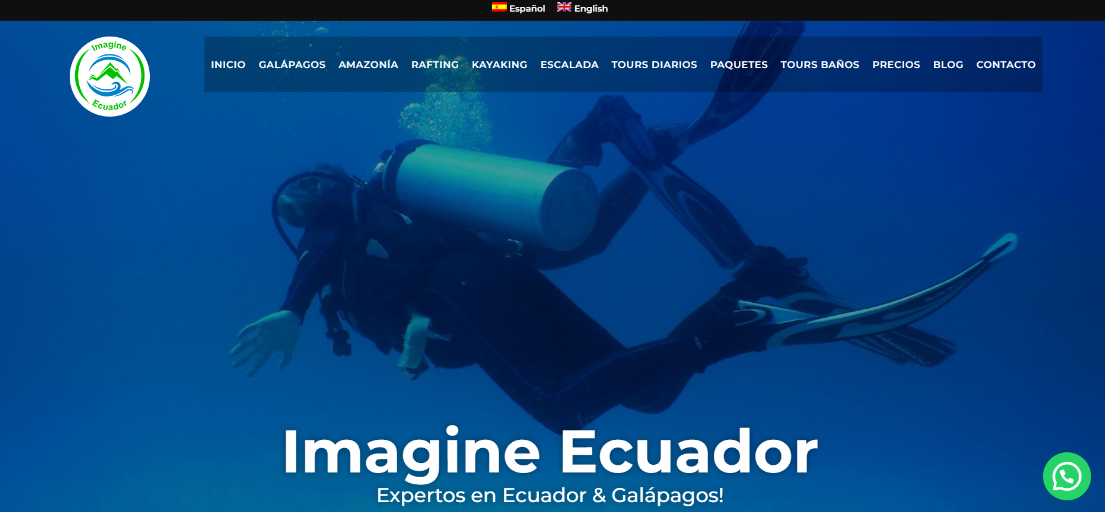 Español English
Imagine
Ecuador
INICIO GALÁPAGOS AMAZONÍA RAFTING KAYAKING ESCALADA TOURS DIARIOS PAQUETES TOURS BAÑOS PRECIOS BLOG CONTACTO
Imagine Ecuador
Expertos en Ecuador & Galápagos!